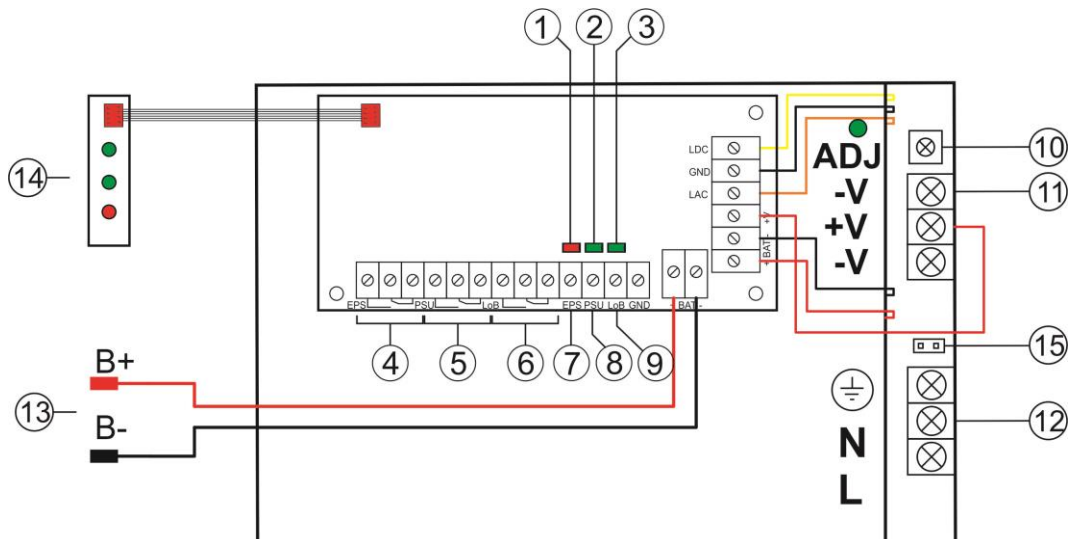 1 2 3
LDC
GND
LAC
+V
- BAT +
ADJ
-V
+V
-V
10
11
14
EPS PSU LoB EPS PSU LoB GND + BAT -
4 5 6 7 8 9
15
B+
13
B-
12
N
L